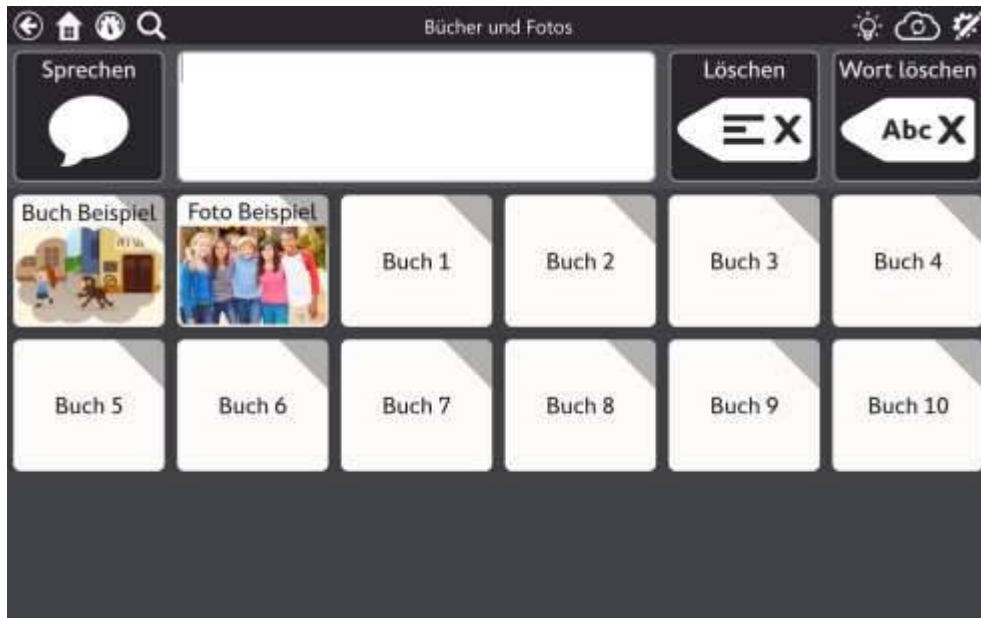 Bücher und Fotos
Sprechen
Löschen
Wort löschen
Abc
Buch Beispiel
Foto Beispiel
Buch 1
Buch 2
Buch 3
Buch 4
Buch 5
Buch 6
Buch 7
Buch 8
Buch 9
Buch 10